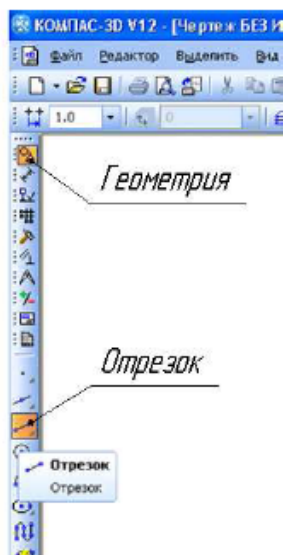 КОМПАС-3D V12 - [Чертеж БЕЗ И
Файл Редактор Выделить Вид
1.0 0
Геометрия
Отрезок
Отрезок
Отрезок